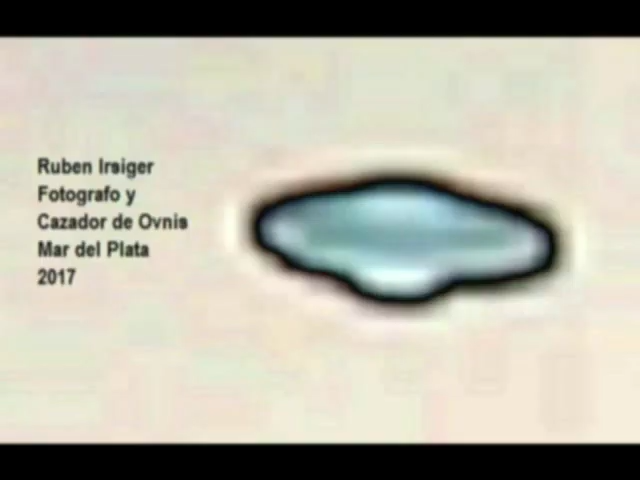 Ruben Irsiger
Fotografo y
Cazador de Ovnis
Mar del Plata
2017